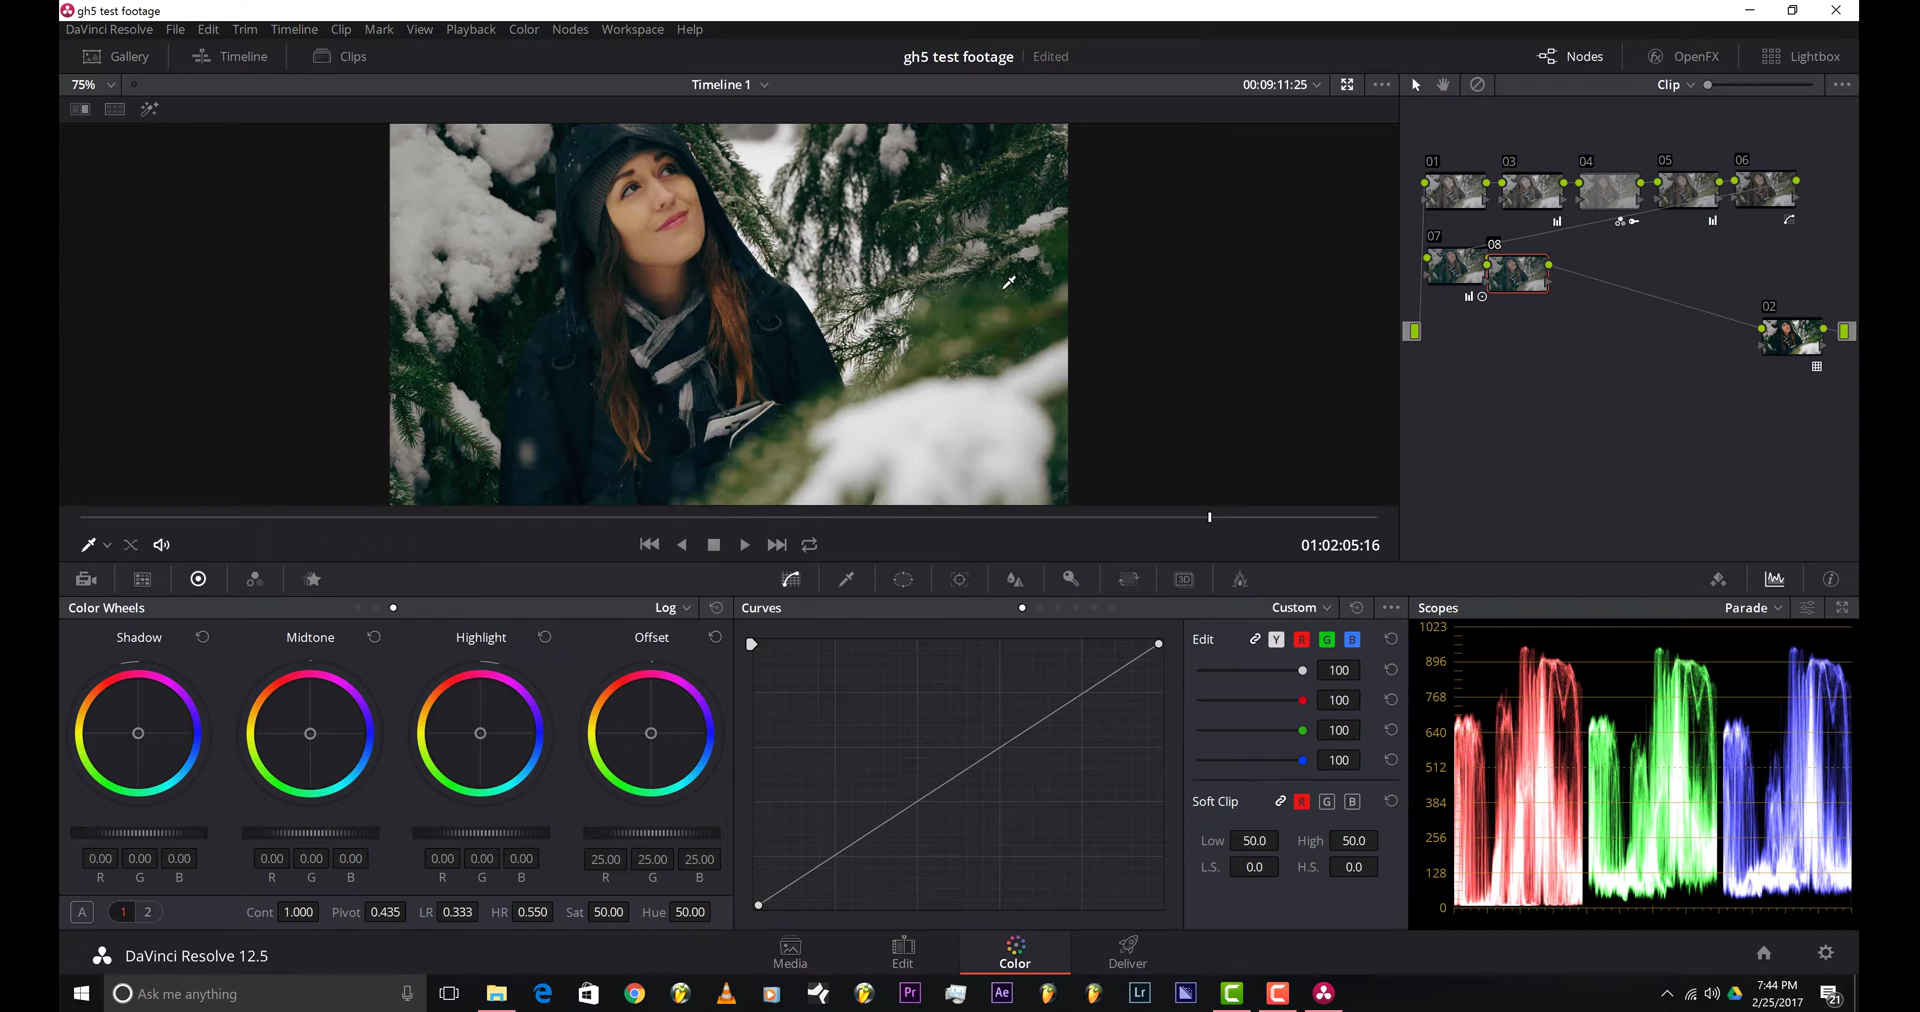 gh5 test footage
DaVinci Resolve File Edit Trim Timeline Clip Mark View Playback Color Nodes Workspace Help
Gallery Timeline Clips gh5 test footage Edited Nodes OpenFX Lightbox
75% Timeline 1 00:09:11:25 Clip
01 03 04 05 06
07 08
02
01:02:05:16
3D
Color Wheels Log Curves Custom Scopes Parade
Shadow Midtone Highlight Offset
Edit Y R G B
100
100
100
100
Soft Clip R G B
Low 50.0 High 50.0
L.S. 0.0 H.S. 0.0
1023
896
768
640
512
384
256
128
0
0.00 0.00 0.00 0.00 0.00 0.00 0.00 0.00 0.00 25.00 25.00 25.00
R G B R G B R G B R G B
A 1 2 Cont 1.000 Pivot 0.435 LR 0.333 HR 0.550 Sat 50.00 Hue 50.00
DaVinci Resolve 12.5
Media Edit Color Deliver
Ask me anything
Pr Ae Lr
7:44 PM
2/25/2017
21